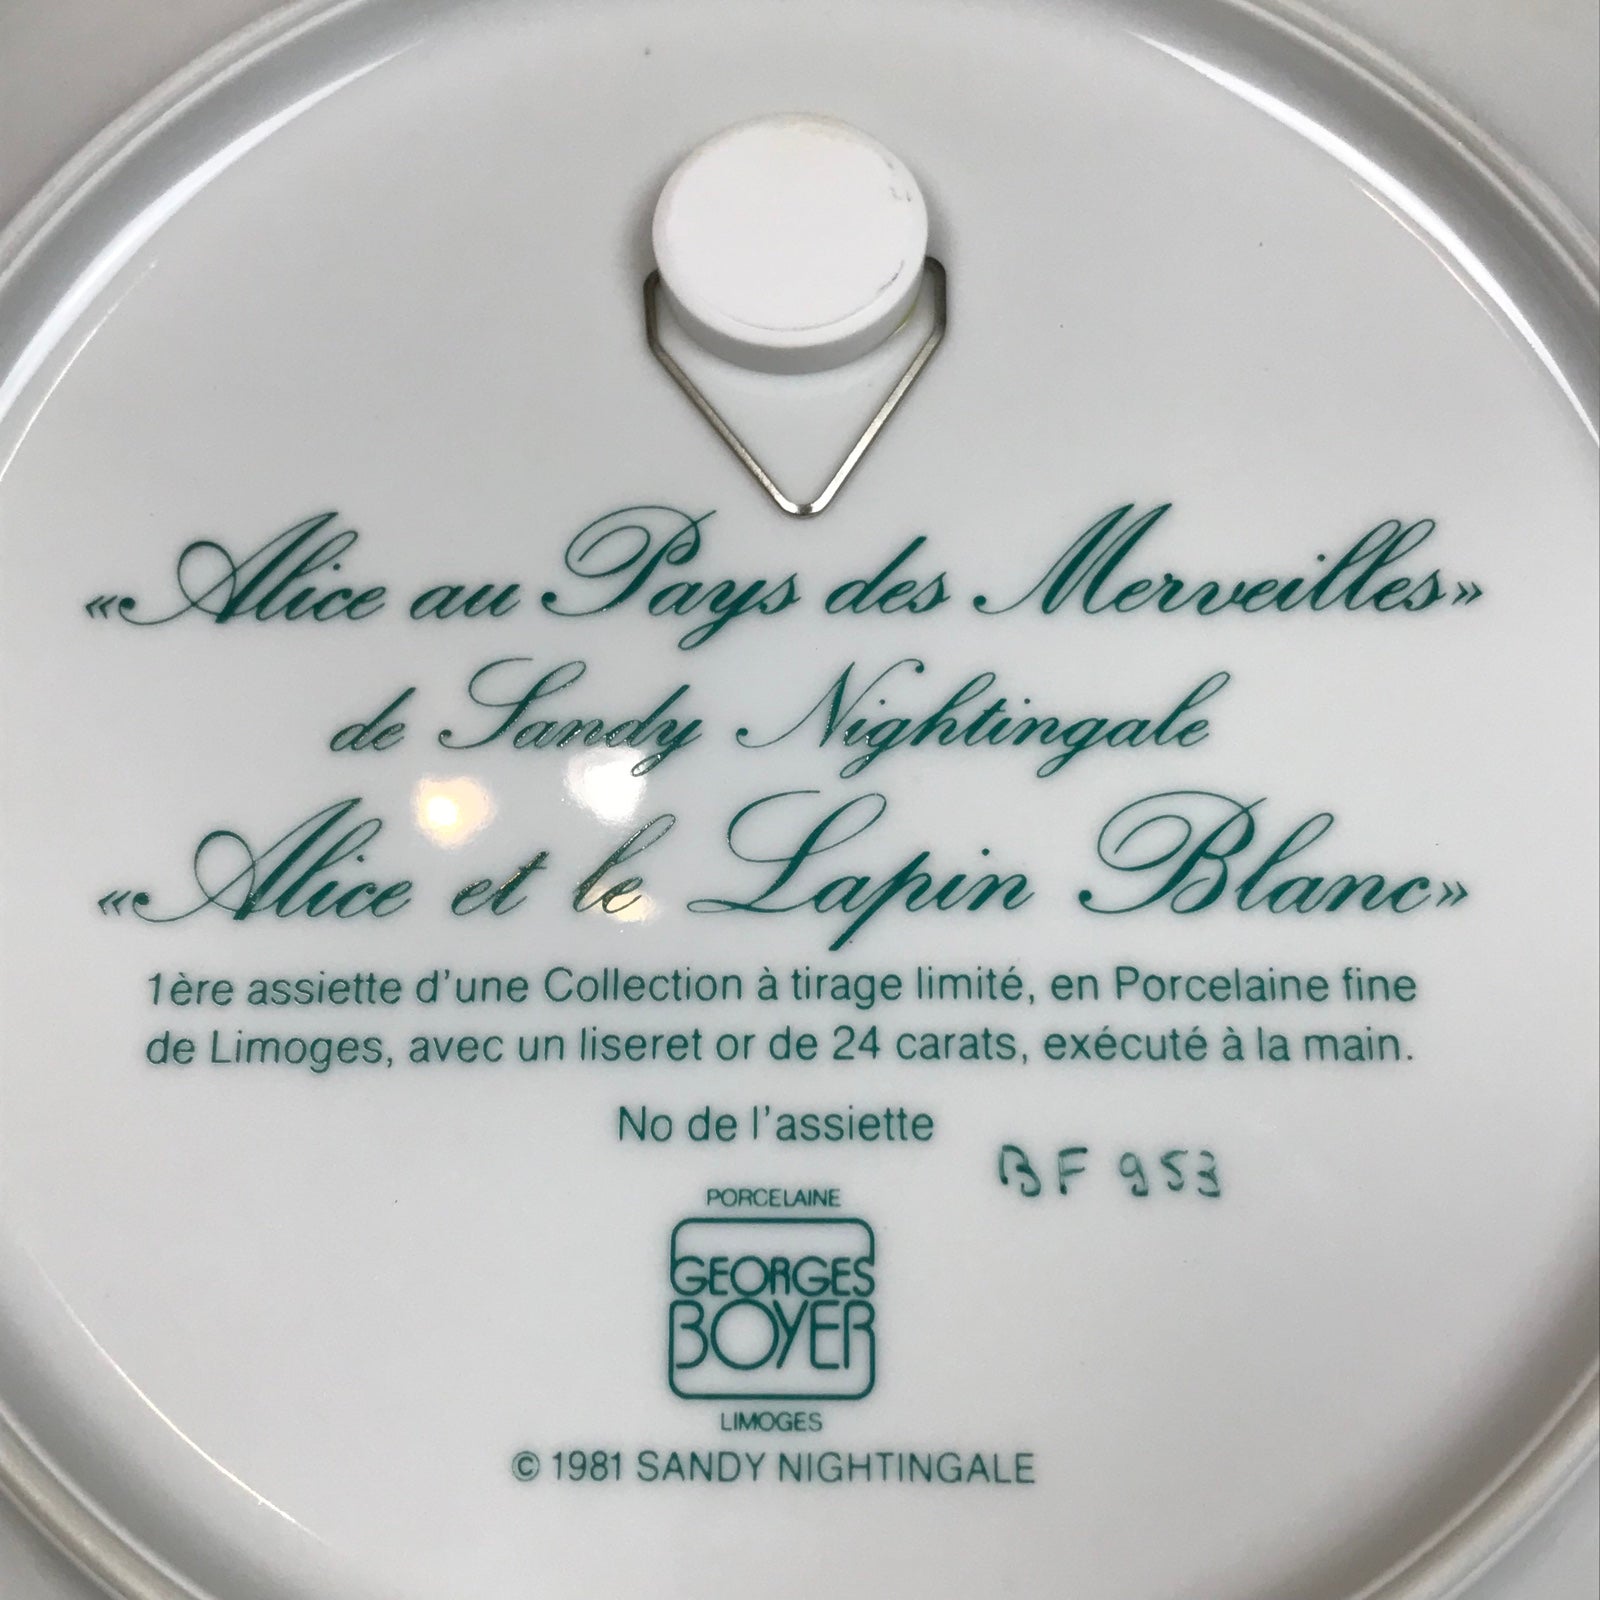 «Alice au Pays des Merveilles»
de Sandy Nightingale
«Alice et le Lapin Blanc»
1ère assiette d'une Collection à tirage limité, en Porcelaine fine
de Limoges, avec un liseret or de 24 carats, exécuté à la main.
No de l'assiette BF 953
PORCELAINE
GEORGES
BOYER
LIMOGES
© 1981 SANDY NIGHTINGALE